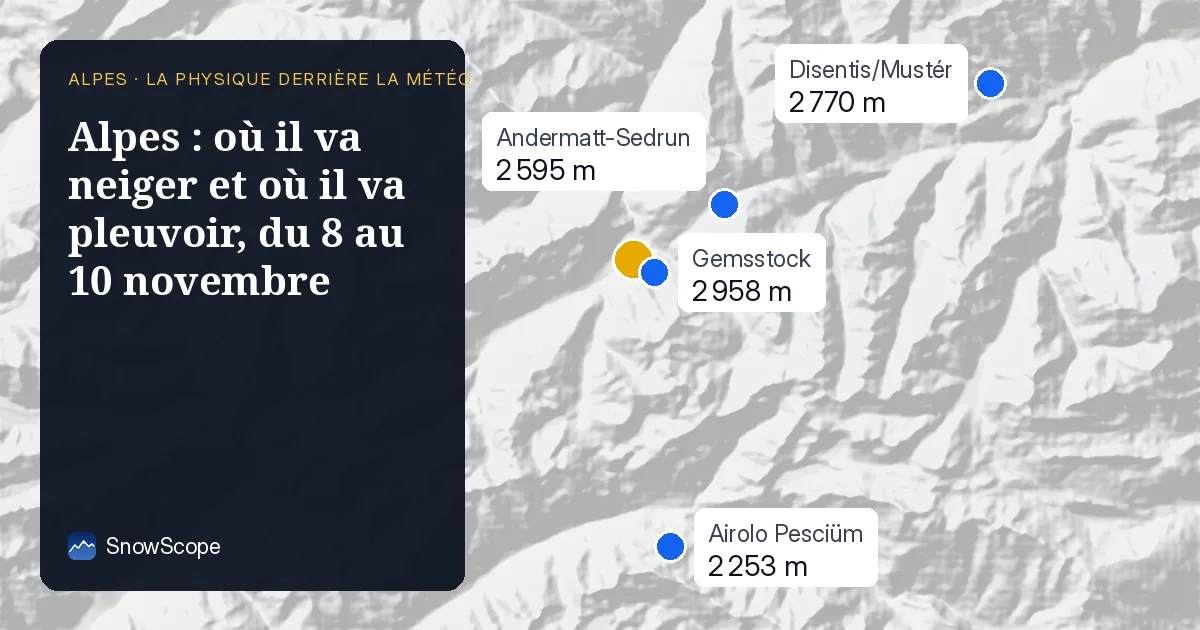 ALPES · LA PHYSIQUE DERRIÈRE LA MÉTÉO
Alpes : où il va
neiger et où il va
pleuvoir, du 8 au
10 novembre
SnowScope
Disentis/Mustér
2 770 m
Andermatt-Sedrun
2 595 m
Gemsstock
2 958 m
Airolo Pesciüm
2 253 m